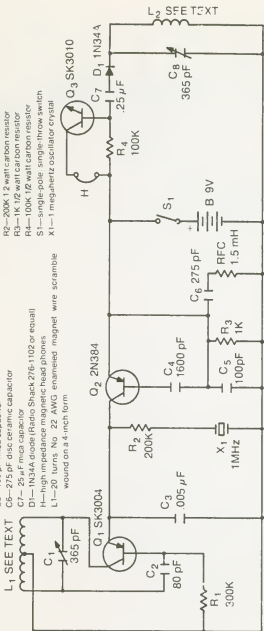 C6—275 pF disc ceramic capacitor
C7—.25 µF mica capacitor
D1—1N34A diode (Radio Shack 276-1102 or equal)
H—high impedance magnetic head phones
L1—20 turns No. 22 AWG enameled magnet wire scramble
wound on a 4-inch form
R2—200K 1/2 watt carbon resistor
R3—1K 1/2 watt carbon resistor
R4—100K 1/2 watt carbon resistor
S1—single-pole, single-throw switch
X1—1 megahertz oscillator crystal
L1 SEE TEXT
C1
365 pF
Q1 SK3004
C2
80 pF
R1
300K
C3
.005 µF
R2
200K
X1
1MHz
Q2 2N384
C4
1600 pF
C5
100pF
R3
1K
C6 275 pF
RFC
1.5 mH
S1
+
B 9V
H
R4
100K
Q3 SK3010
C7
.25 µF
D1 1N34A
C8
365 pF
L2 SEE TEXT